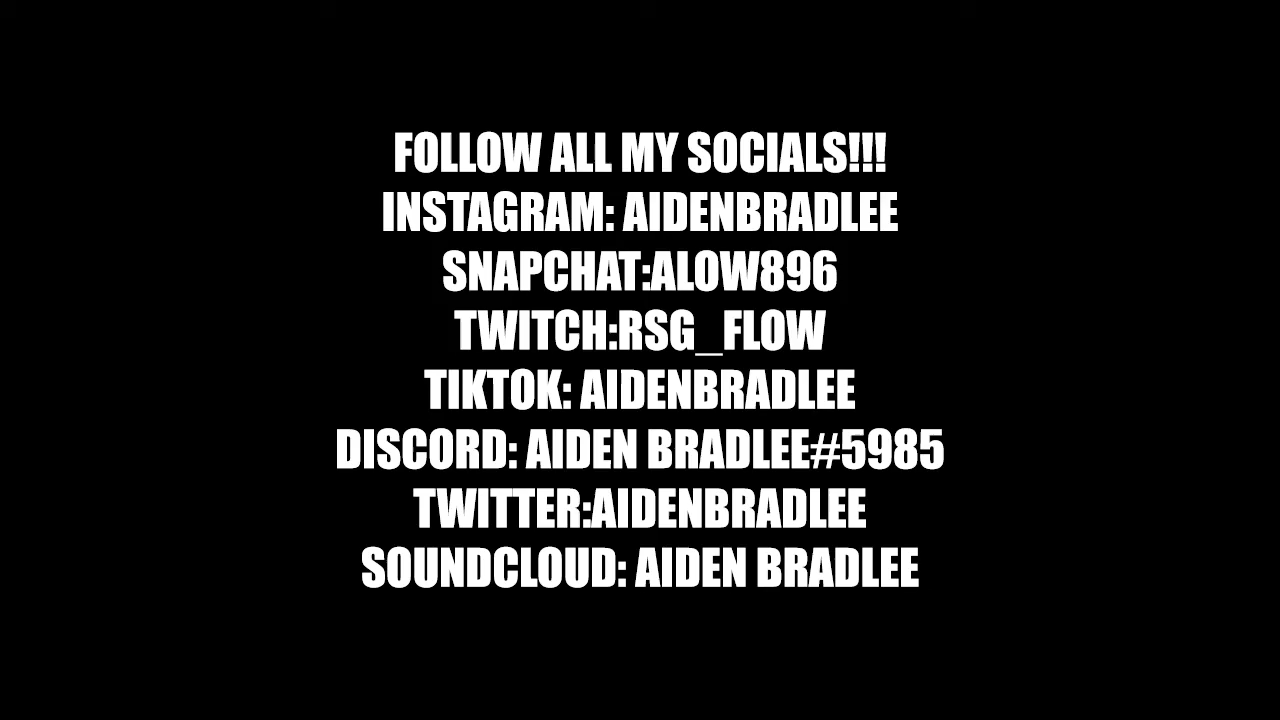 FOLLOW ALL MY SOCIALS!!!
INSTAGRAM: AIDENBRADLEE
SNAPCHAT:ALOW896
TWITCH:RSG_FLOW
TIKTOK: AIDENBRADLEE
DISCORD: AIDEN BRADLEE#5985
TWITTER:AIDENBRADLEE
SOUNDCLOUD: AIDEN BRADLEE